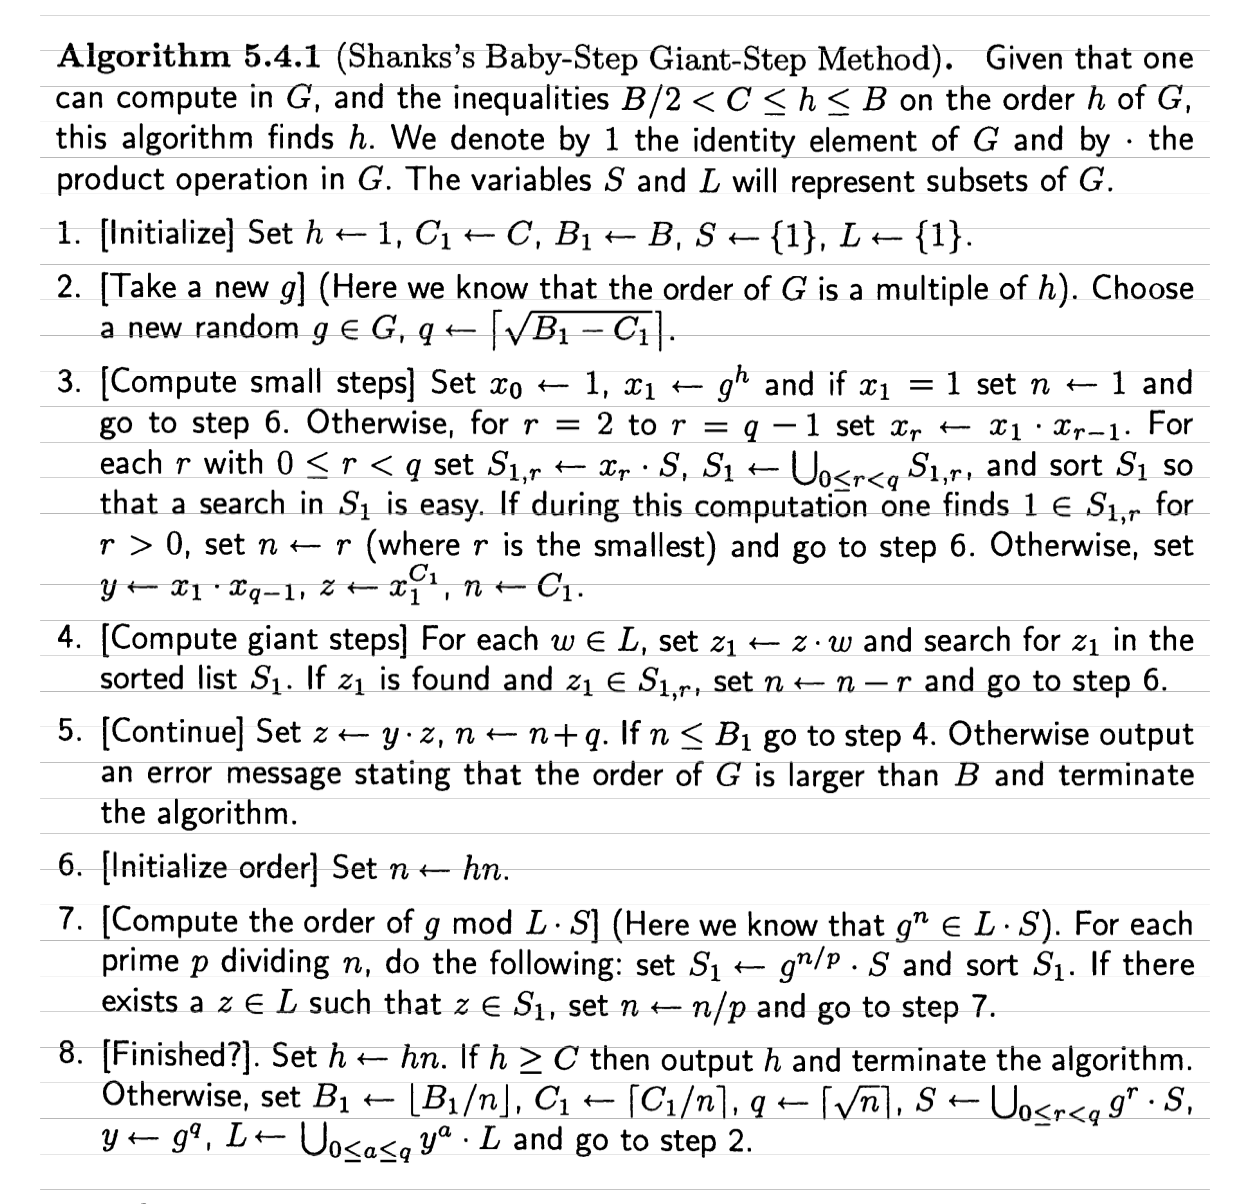 Algorithm 5.4.1 (Shanks's Baby-Step Giant-Step Method). Given that one
can compute in G, and the inequalities B/2 < C ≤ h ≤ B on the order h of G,
this algorithm finds h. We denote by 1 the identity element of G and by · the
product operation in G. The variables S and L will represent subsets of G.
1. [Initialize] Set h ← 1, C₁ ← C, B₁ ← B, S ← {1}, L ← {1}.
2. [Take a new g] (Here we know that the order of G is a multiple of h). Choose
a new random g ∈ G, q ← ⌈√(B₁ − C₁)⌉.
3. [Compute small steps] Set x₀ ← 1, x₁ ← gʰ and if x₁ = 1 set n ← 1 and
go to step 6. Otherwise, for r = 2 to r = q − 1 set xᵣ ← x₁ · xᵣ₋₁. For
each r with 0 ≤ r < q set S₁,ᵣ ← xᵣ · S, S₁ ← ⋃_{0≤r<q} S₁,ᵣ, and sort S₁ so
that a search in S₁ is easy. If during this computation one finds 1 ∈ S₁,ᵣ for
r > 0, set n ← r (where r is the smallest) and go to step 6. Otherwise, set
y ← x₁ · x_{q−1}, z ← x₁^{C₁}, n ← C₁.
4. [Compute giant steps] For each w ∈ L, set z₁ ← z · w and search for z₁ in the
sorted list S₁. If z₁ is found and z₁ ∈ S₁,ᵣ, set n ← n − r and go to step 6.
5. [Continue] Set z ← y · z, n ← n + q. If n ≤ B₁ go to step 4. Otherwise output
an error message stating that the order of G is larger than B and terminate
the algorithm.
6. [Initialize order] Set n ← hn.
7. [Compute the order of g mod L · S] (Here we know that gⁿ ∈ L · S). For each
prime p dividing n, do the following: set S₁ ← g^{n/p} · S and sort S₁. If there
exists a z ∈ L such that z ∈ S₁, set n ← n/p and go to step 7.
8. [Finished?]. Set h ← hn. If h ≥ C then output h and terminate the algorithm.
Otherwise, set B₁ ← ⌊B₁/n⌋, C₁ ← ⌈C₁/n⌉, q ← ⌈√n⌉, S ← ⋃_{0≤r<q} gʳ · S,
y ← g^q, L ← ⋃_{0≤a≤q} yᵃ · L and go to step 2.